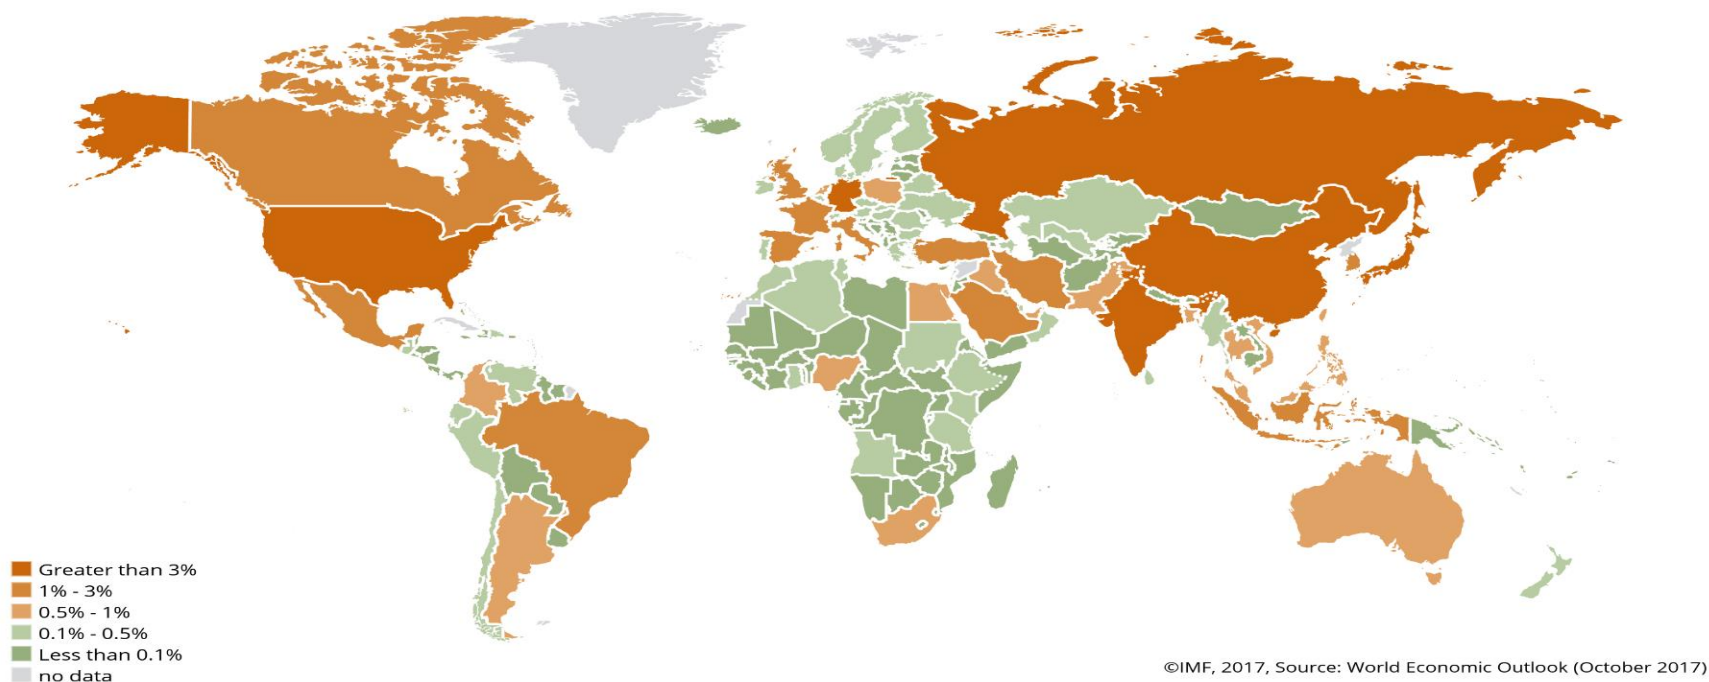 Greater than 3%
1% - 3%
0.5% - 1%
0.1% - 0.5%
Less than 0.1%
no data
©IMF, 2017, Source: World Economic Outlook (October 2017)